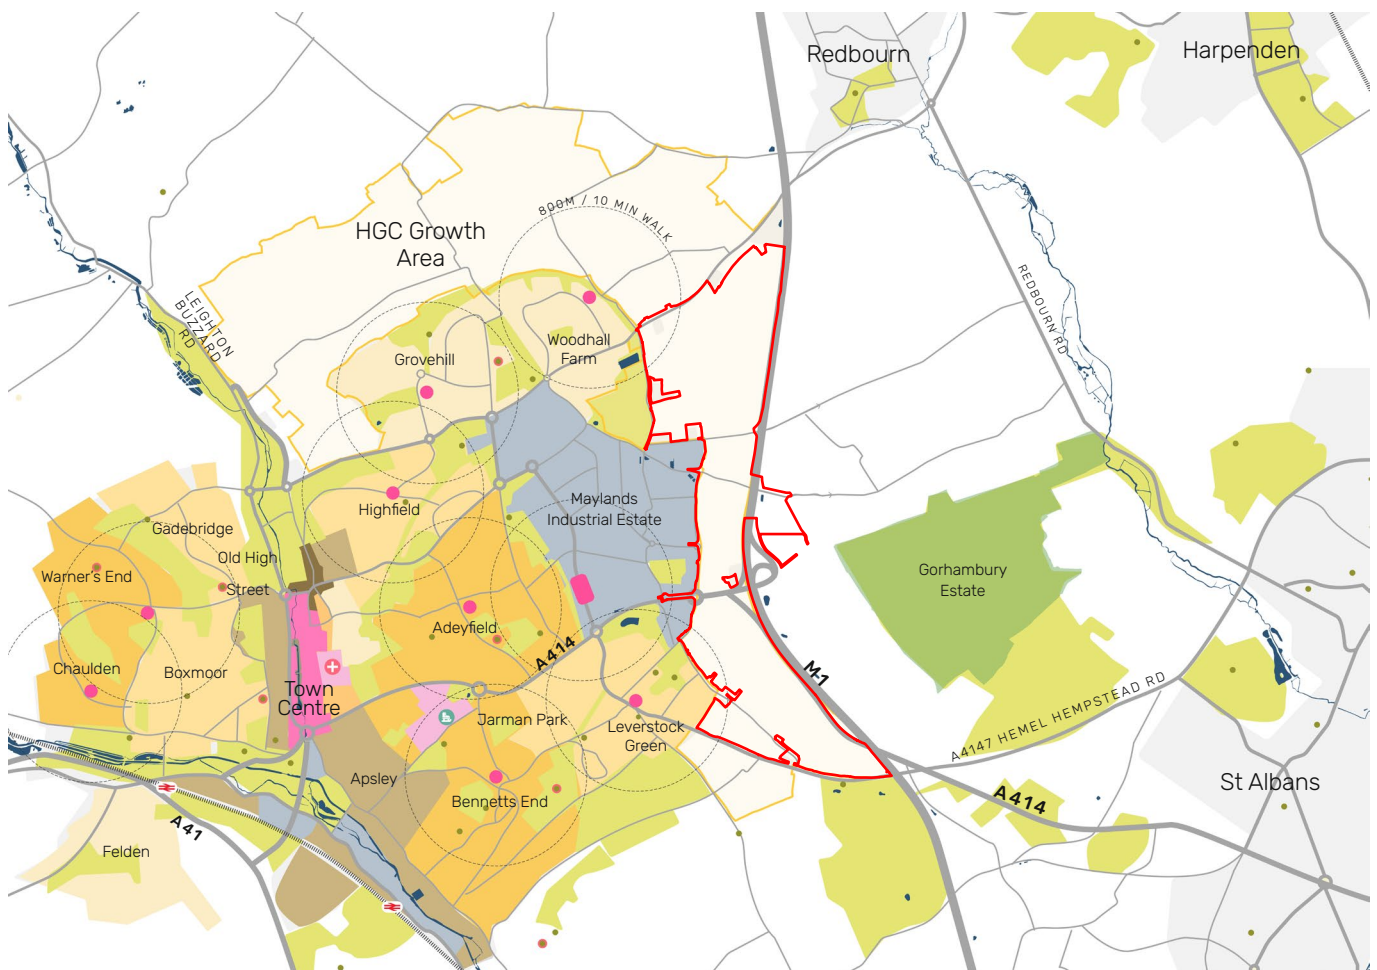 Redbourn
Harpenden
800M / 10 MIN WALK
HGC Growth
Area
LEIGHTON
BUZZARD
RD
REDBOURN RD
Woodhall
Farm
Grovehill
Maylands
Industrial Estate
Highfield
Gadebridge
Old High
Street
Warner's End
Gorhambury
Estate
Adeyfield
A414
Chaulden
Boxmoor
M-1
Town
Centre
Jarman Park
Leverstock
Green
A4147 HEMEL HEMPSTEAD RD
Apsley
St Albans
Bennetts End
A414
A41
Felden